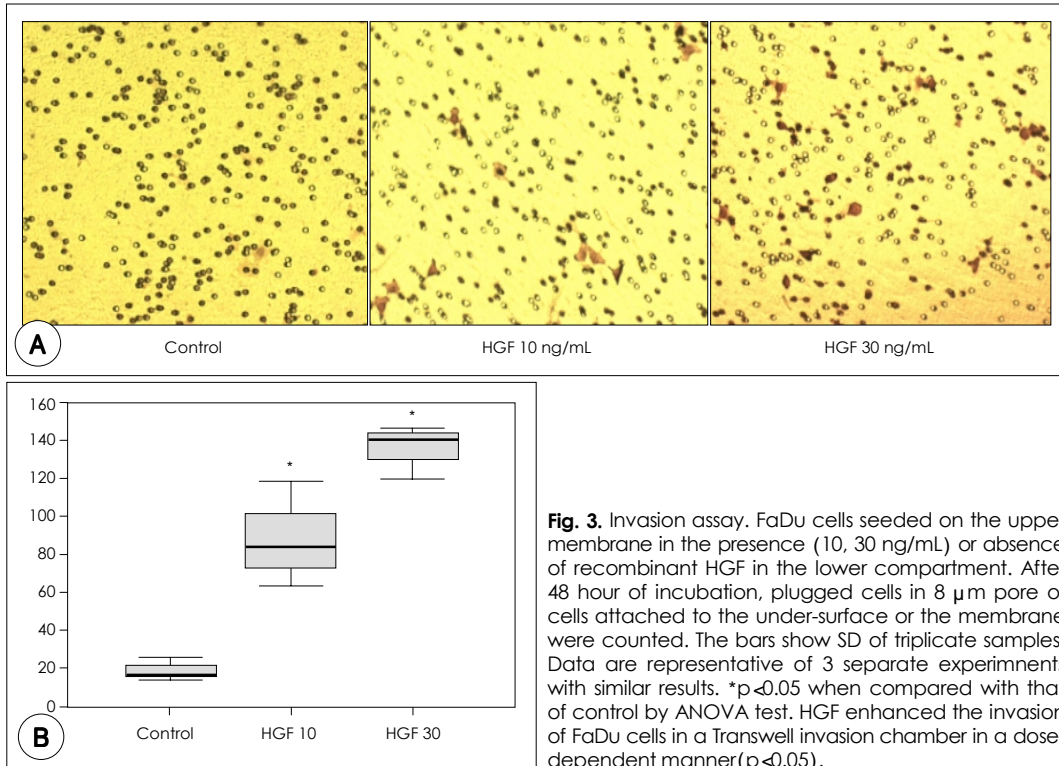 A
Control
HGF 10 ng/mL
HGF 30 ng/mL
160
140
120
100
80
60
40
20
0
*
*
Control
HGF 10
HGF 30
B
Fig. 3. Invasion assay. FaDu cells seeded on the uppe
membrane in the presence (10, 30 ng/mL) or absence
of recombinant HGF in the lower compartment. Afte
48 hour of incubation, plugged cells in 8 μm pore o
cells attached to the under-surface or the membrane
were counted. The bars show SD of triplicate samples
Data are representative of 3 separate experimnent
with similar results. *p<0.05 when compared with tha
of control by ANOVA test. HGF enhanced the invasion
of FaDu cells in a Transwell invasion chamber in a dose
dependent manner(p<0.05).